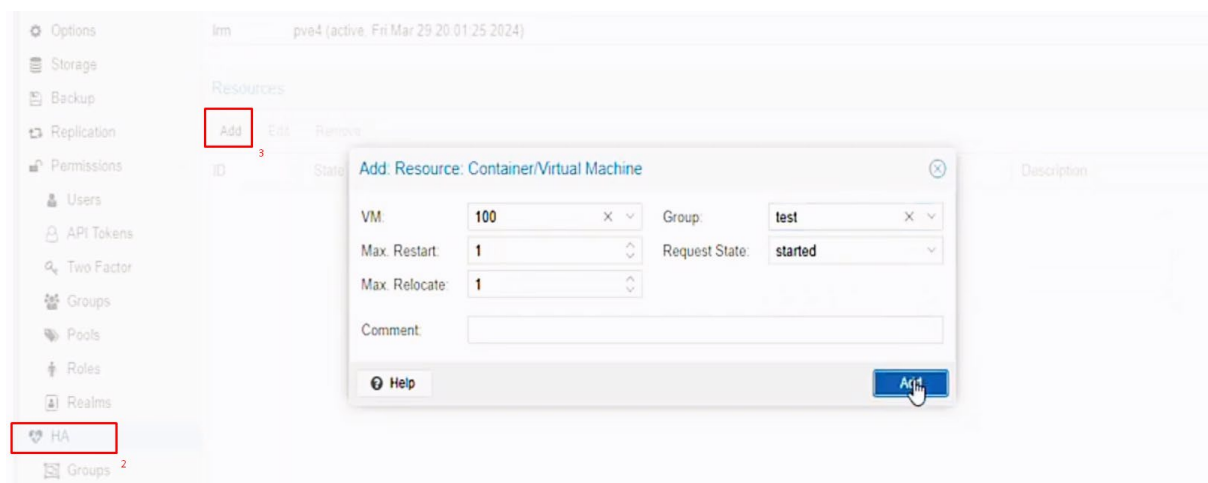 Options
Storage
Backup
Replication
Permissions
Users
API Tokens
Two Factor
Groups
Pools
Roles
Realms
HA
2
Groups
lrm pve4 (active, Fri Mar 29 20:01:25 2024)
Resources
Add Edit Remove
3
ID State Description
Add: Resource: Container/Virtual Machine
VM: 100 Group: test
Max. Restart: 1 Request State: started
Max. Relocate: 1
Comment:
Help Add